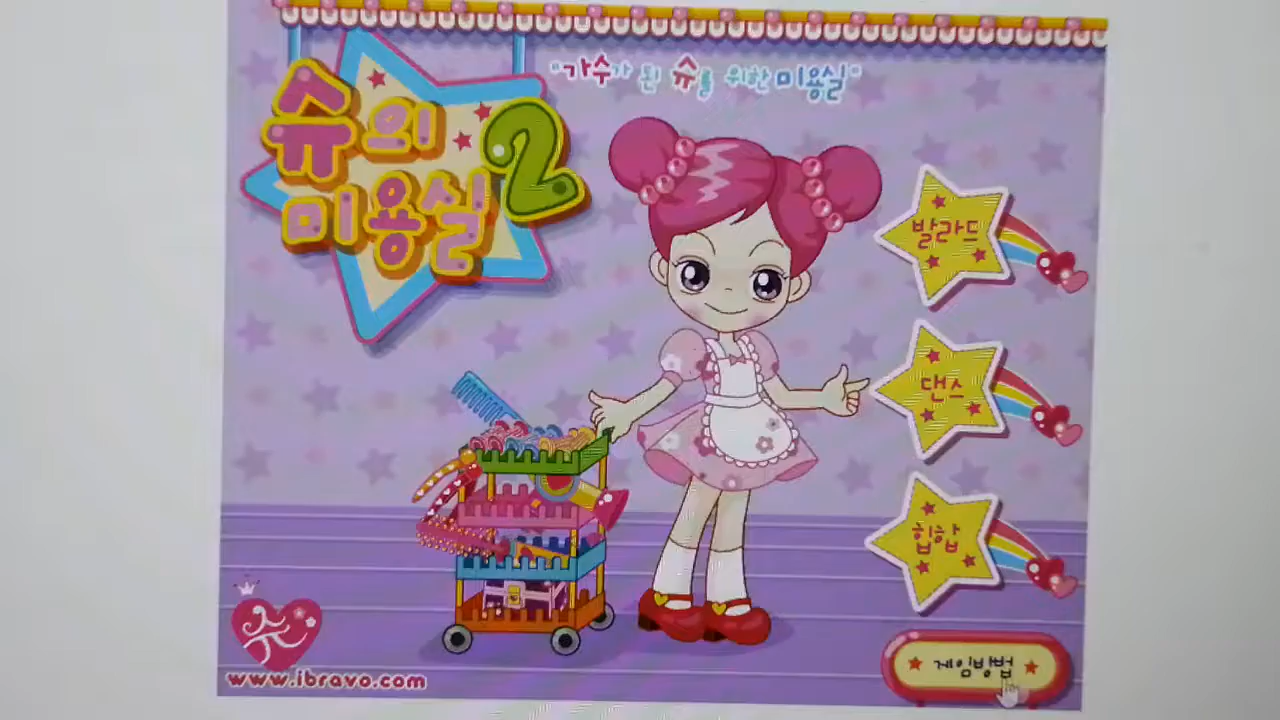 슈의
미용실 2
"가수가 된 슈를 위한 미용실"
발라드
댄스
힙합
게임방법
슈
www.ibravo.com